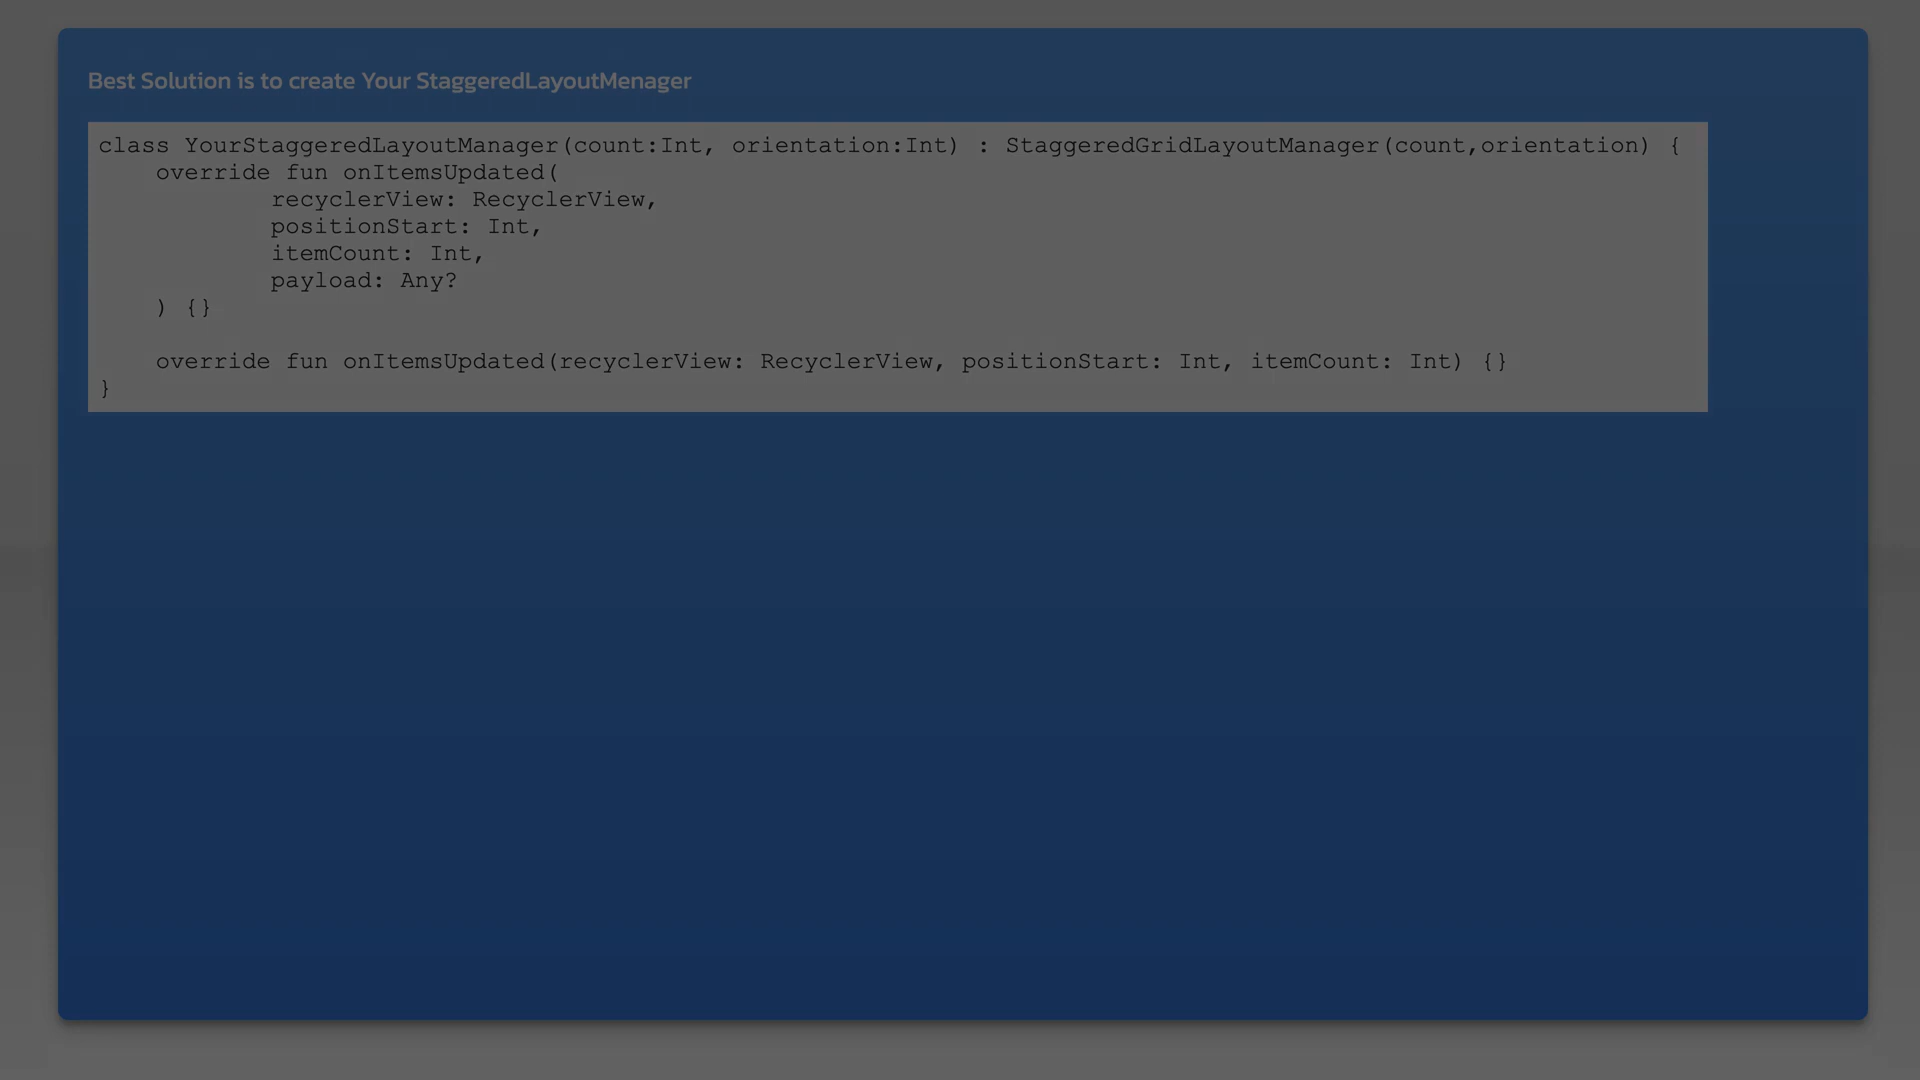 Best Solution is to create Your StaggeredLayoutMenager
class YourStaggeredLayoutManager(count:Int, orientation:Int) : StaggeredGridLayoutManager(count,orientation) {
    override fun onItemsUpdated(
            recyclerView: RecyclerView,
            positionStart: Int,
            itemCount: Int,
            payload: Any?
    ) {}
    override fun onItemsUpdated(recyclerView: RecyclerView, positionStart: Int, itemCount: Int) {}
}